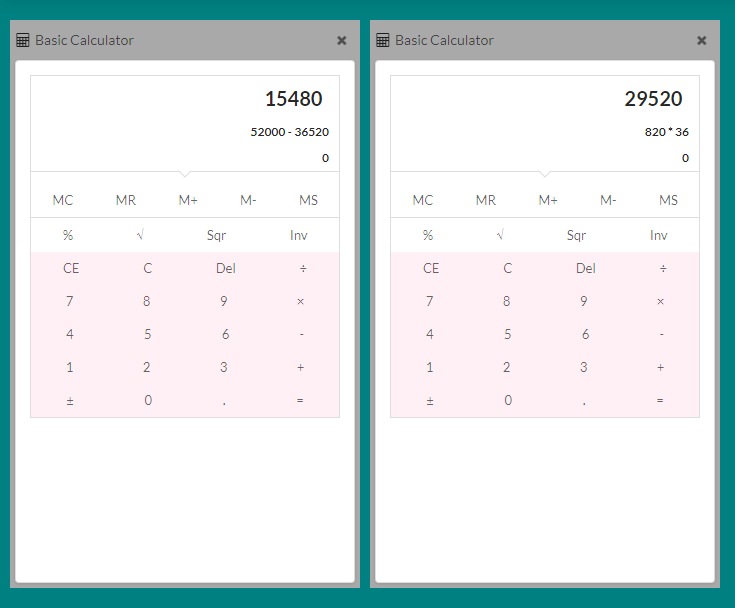 Basic Calculator ×
15480
52000 - 36520
0
MC MR M+ M- MS
% √ Sqr Inv
CE C Del ÷
7 8 9 ×
4 5 6 -
1 2 3 +
± 0 . =
Basic Calculator ×
29520
820 * 36
0
MC MR M+ M- MS
% √ Sqr Inv
CE C Del ÷
7 8 9 ×
4 5 6 -
1 2 3 +
± 0 . =